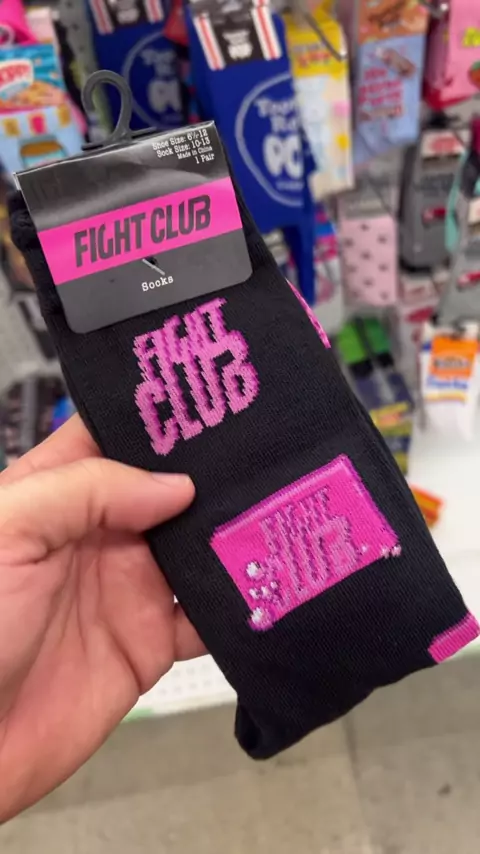 Shoe Size: 6½-12
Sock Size: 10-13
Made in China
1 Pair
FIGHT CLUB
Socks
FIGHT
CLUB
FIGHT
CLUB